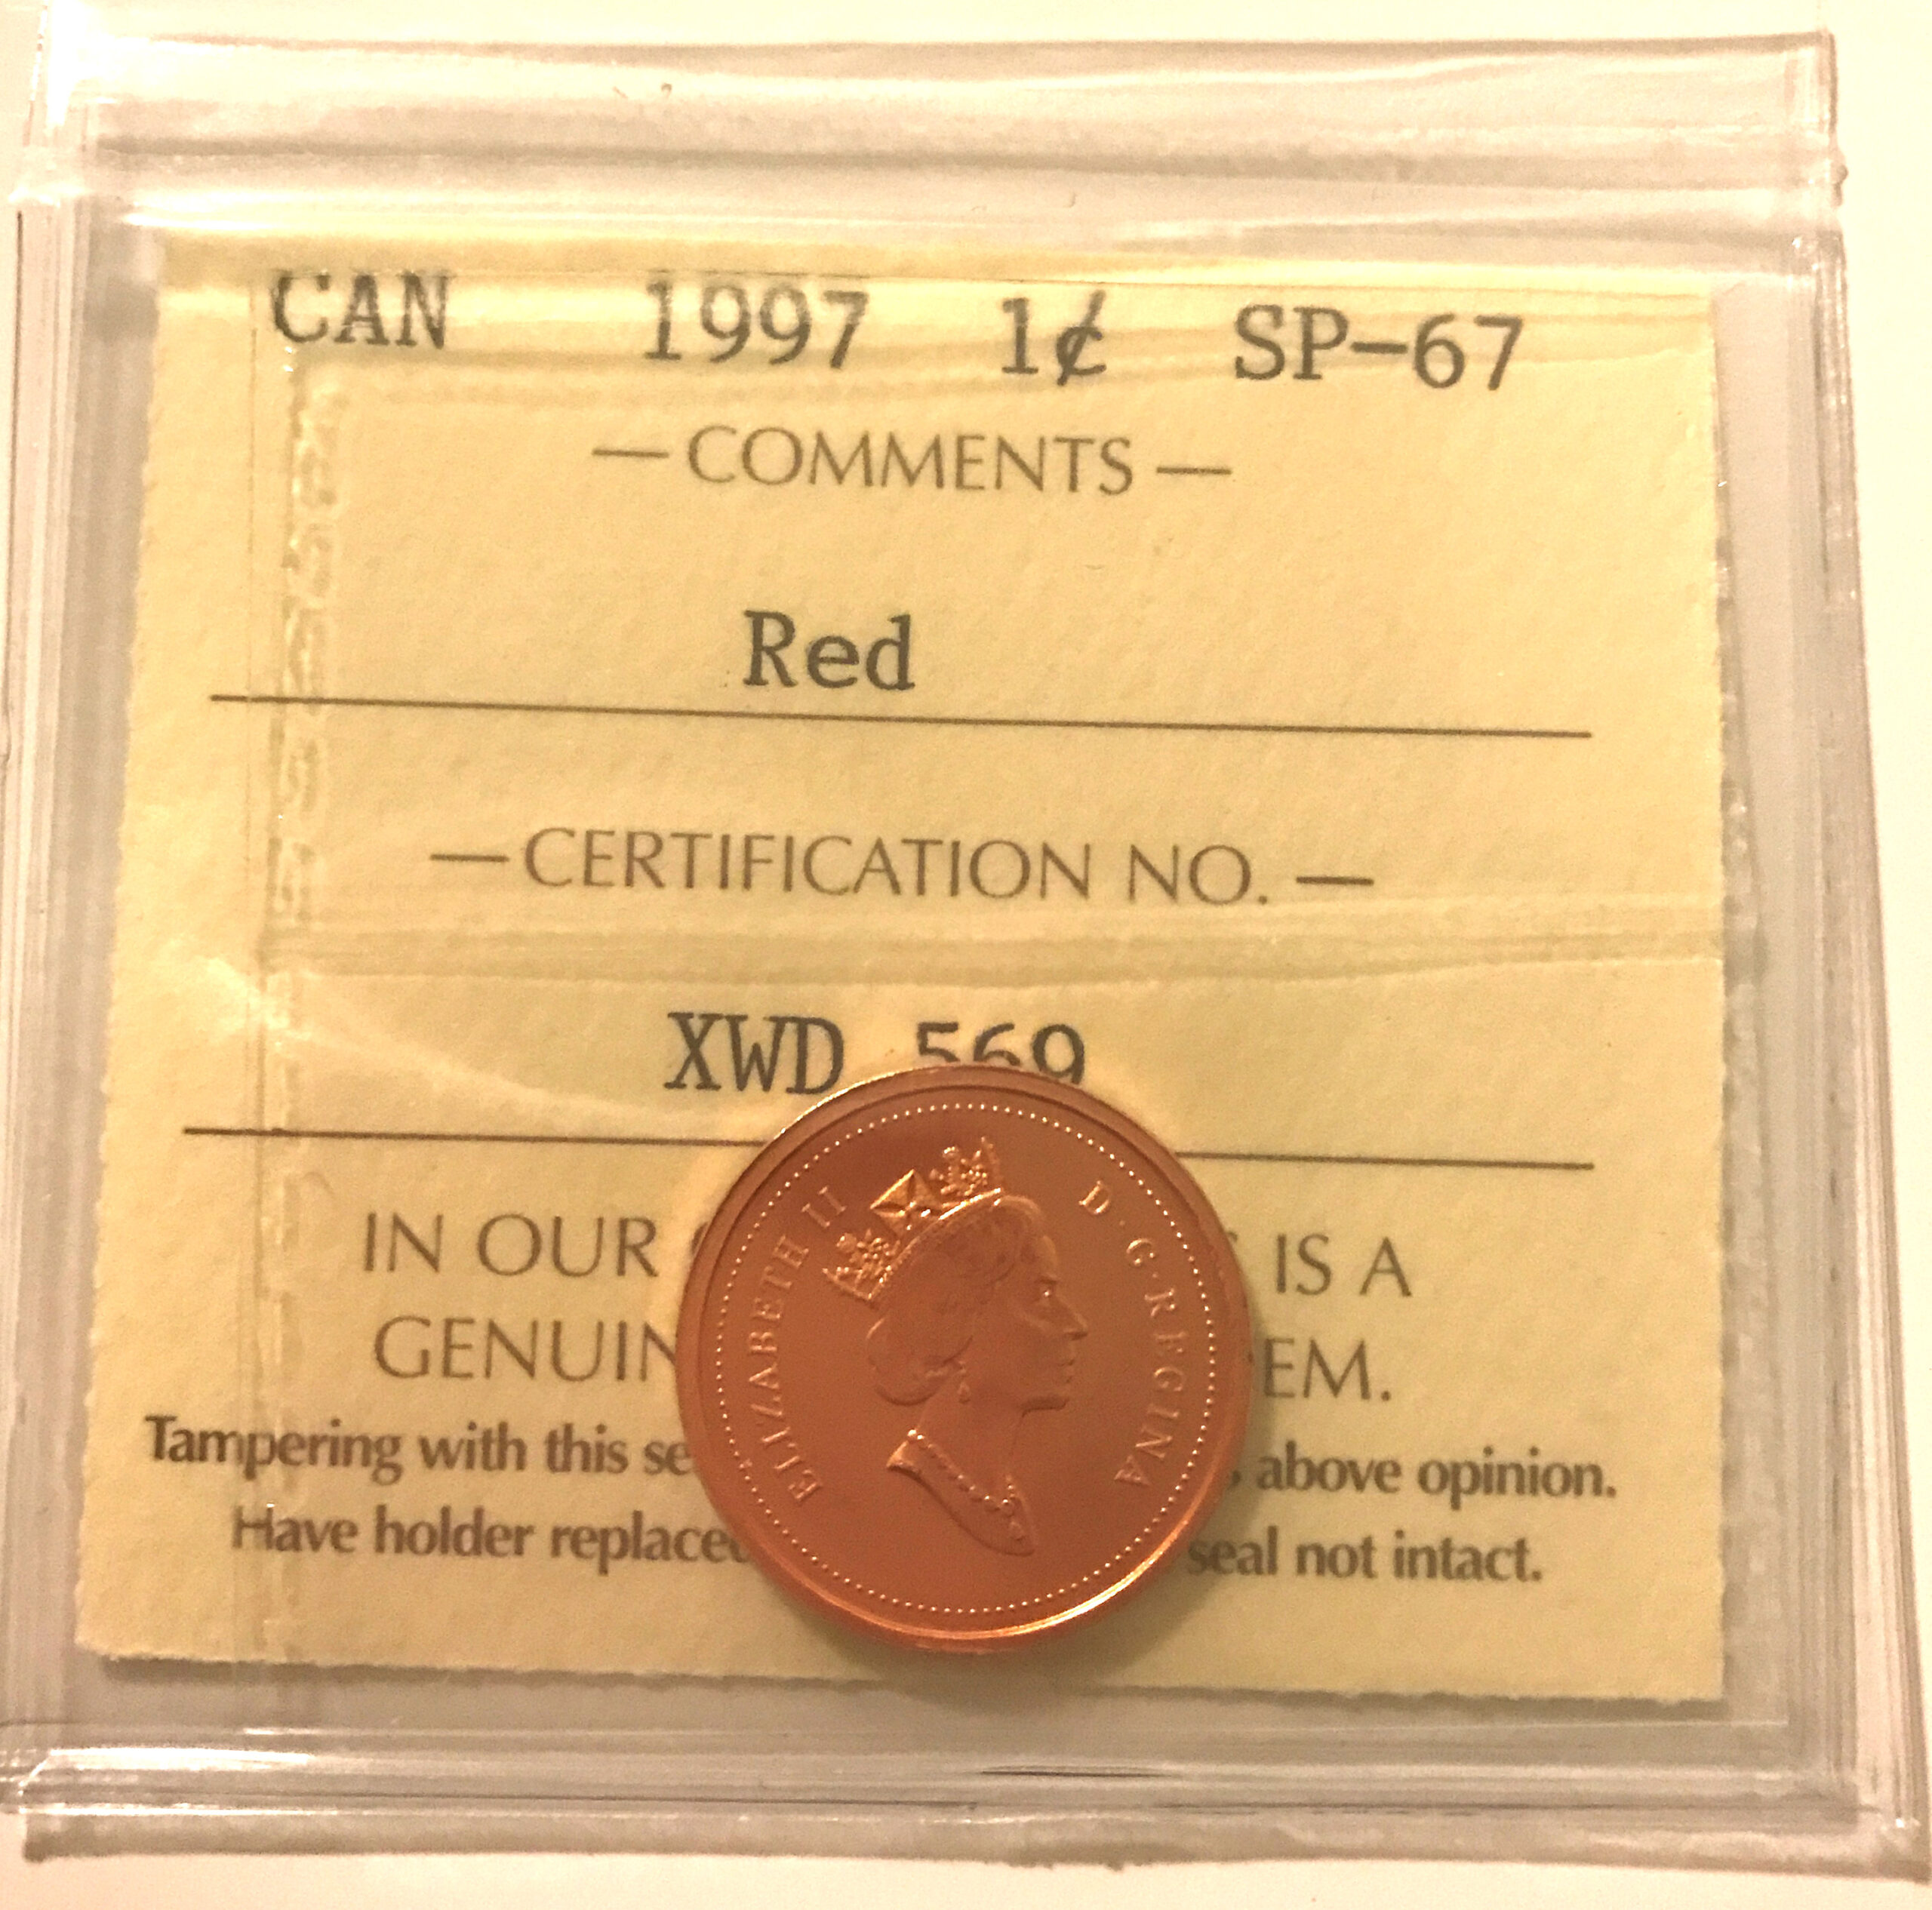 CAN 1997 1¢ SP-67
— COMMENTS —
Red
— CERTIFICATION NO. —
XWD 569
IN OUR IS A
GENUIN EM.
Tampering with this se above opinion.
Have holder replaced seal not intact.
ELIZABETH II D·G·REGINA